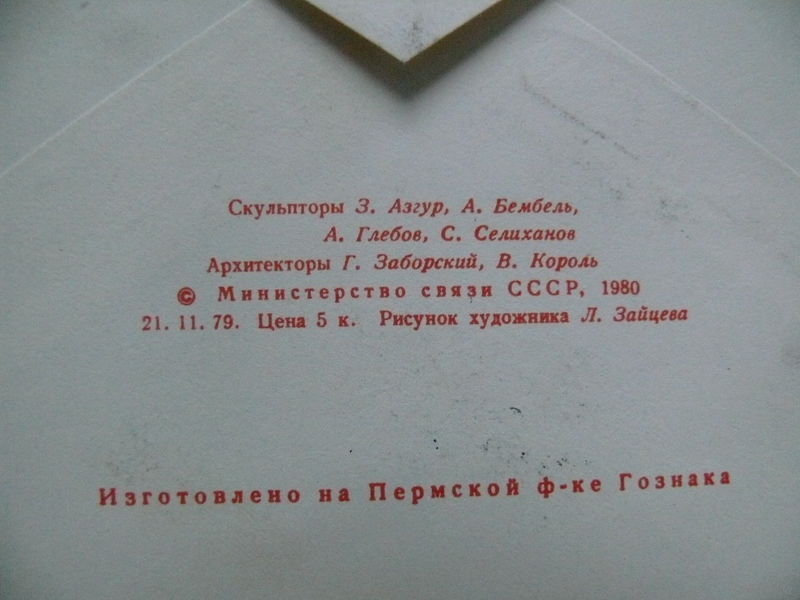 Скульпторы З. Азгур, А. Бембель,
А. Глебов, С. Селиханов
Архитекторы Г. Заборский, В. Король
© Министерство связи СССР, 1980
21. 11. 79. Цена 5 к. Рисунок художника Л. Зайцева
Изготовлено на Пермской ф-ке Гознака